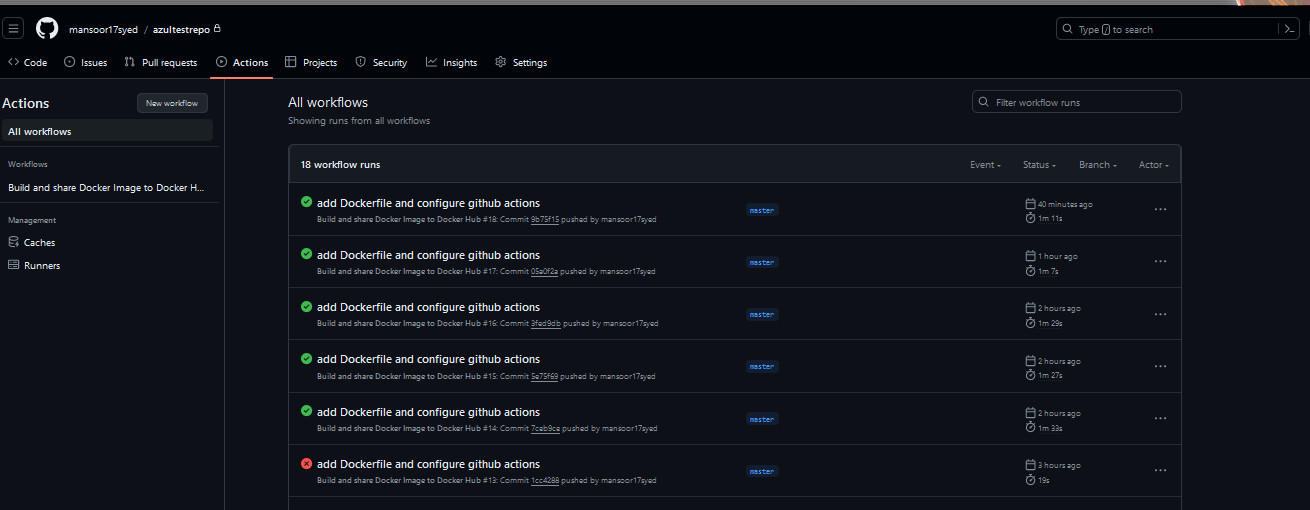 mansoor17syed / azultestrepo
Type / to search
Code Issues Pull requests Actions Projects Security Insights Settings
Actions
New workflow
All workflows
Workflows
Build and share Docker Image to Docker H...
Management
Caches
Runners
All workflows
Showing runs from all workflows
Filter workflow runs
18 workflow runs
Event Status Branch Actor
add Dockerfile and configure github actions
Build and share Docker Image to Docker Hub #18: Commit 9b75f15 pushed by mansoor17syed
master
40 minutes ago
1m 11s
add Dockerfile and configure github actions
Build and share Docker Image to Docker Hub #17: Commit 05a0f2a pushed by mansoor17syed
master
1 hour ago
1m 7s
add Dockerfile and configure github actions
Build and share Docker Image to Docker Hub #16: Commit 3fed9db pushed by mansoor17syed
master
2 hours ago
1m 29s
add Dockerfile and configure github actions
Build and share Docker Image to Docker Hub #15: Commit 5e75f69 pushed by mansoor17syed
master
2 hours ago
1m 27s
add Dockerfile and configure github actions
Build and share Docker Image to Docker Hub #14: Commit 7ceb9ce pushed by mansoor17syed
master
2 hours ago
1m 33s
add Dockerfile and configure github actions
Build and share Docker Image to Docker Hub #13: Commit 1cc4288 pushed by mansoor17syed
master
3 hours ago
19s